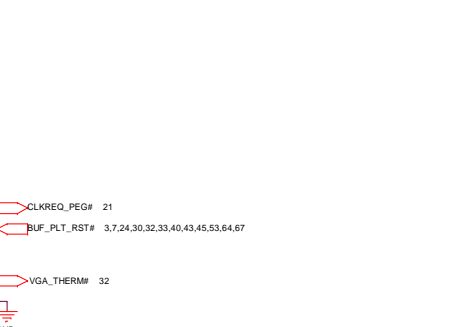 CLKREQ_PEG# 21
BUF_PLT_RST# 3,7,24,30,32,33,40,43,45,53,64,67
VGA_THERM# 32